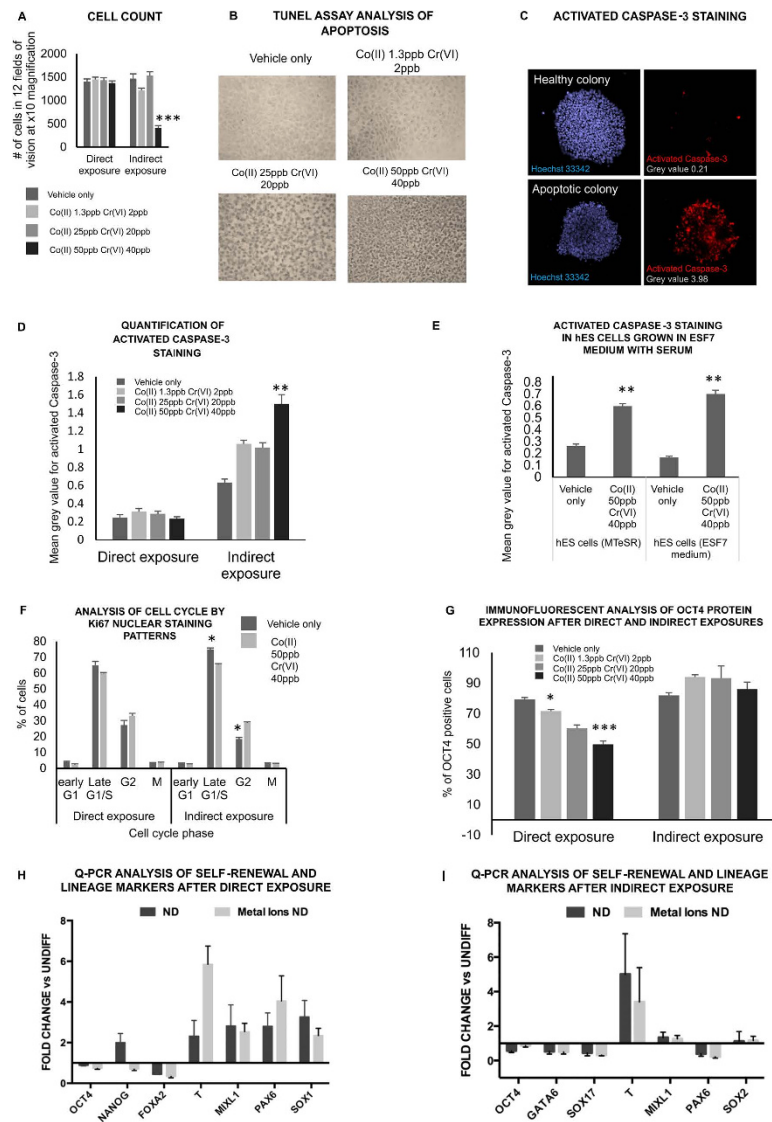 A
CELL COUNT
# of cells in 12 fields of
vision at x10 magnification
2000
1500
1000
500
0
***
Direct
exposure
Indirect
exposure
Vehicle only
Co(II) 1.3ppb Cr(VI) 2ppb
Co(II) 25ppb Cr(VI) 20ppb
Co(II) 50ppb Cr(VI) 40ppb
B
TUNEL ASSAY ANALYSIS OF
APOPTOSIS
Vehicle only
Co(II) 1.3ppb Cr(VI)
2ppb
Co(II) 25ppb Cr(VI)
20ppb
Co(II) 50ppb Cr(VI)
40ppb
C
ACTIVATED CASPASE-3 STAINING
Healthy colony
Hoechst 33342
Activated Caspase-3
Grey value 0.21
Apoptotic colony
Hoechst 33342
Activated Caspase-3
Grey value 3.98
D
QUANTIFICATION OF
ACTIVATED CASPASE-3
STAINING
Mean grey value for activated Caspase-3
1.8
1.6
1.4
1.2
1
0.8
0.6
0.4
0.2
0
Vehicle only
Co(II) 1.3ppb Cr(VI) 2ppb
Co(II) 25ppb Cr(VI) 20ppb
Co(II) 50ppb Cr(VI) 40ppb
**
Direct exposure
Indirect
exposure
E
ACTIVATED CASPASE-3 STAINING
IN hES CELLS GROWN IN ESF7
MEDIUM WITH SERUM
Mean grey value for activated Caspase-3
0.8
0.7
0.6
0.5
0.4
0.3
0.2
0.1
0
**
**
Vehicle
only
Co(II)
50ppb
Cr(VI)
40ppb
Vehicle
only
Co(II)
50ppb
Cr(VI)
40ppb
hES cells (MTeSR)
hES cells (ESF7
medium)
F
ANALYSIS OF CELL CYCLE BY
Ki67 NUCLEAR STAINING
PATTERNS
% of cells
80
70
60
50
40
30
20
10
0
Vehicle only
Co(II)
50ppb
Cr(VI)
40ppb
*
*
early
G1
Late
G1/S
G2
M
early
G1
Late
G1/S
G2
M
Direct exposure
Indirect exposure
Cell cycle phase
G
IMMUNOFLUORESCENT ANALYSIS OF OCT4 PROTEIN
EXPRESSION AFTER DIRECT AND INDIRECT EXPOSURES
% of OCT4 positive cells
110
90
70
50
30
10
-10
Vehicle only
Co(II) 1.3ppb Cr(VI) 2ppb
Co(II) 25ppb Cr(VI) 20ppb
Co(II) 50ppb Cr(VI) 40ppb
*
***
Direct exposure
Indirect exposure
H
Q-PCR ANALYSIS OF SELF-RENEWAL AND
LINEAGE MARKERS AFTER DIRECT EXPOSURE
ND
Metal Ions ND
FOLD CHANGE vs UNDIFF
8
6
4
2
0
OCT4
NANOG
FOXA2
T
MIXL1
PAX6
SOX1
I
Q-PCR ANALYSIS OF SELF-RENEWAL AND LINEAGE
MARKERS AFTER INDIRECT EXPOSURE
ND
Metal Ions ND
FOLD CHANGE vs UNDIFF
8
6
4
2
0
OCT4
GATA6
SOX17
T
MIXL1
PAX6
SOX2